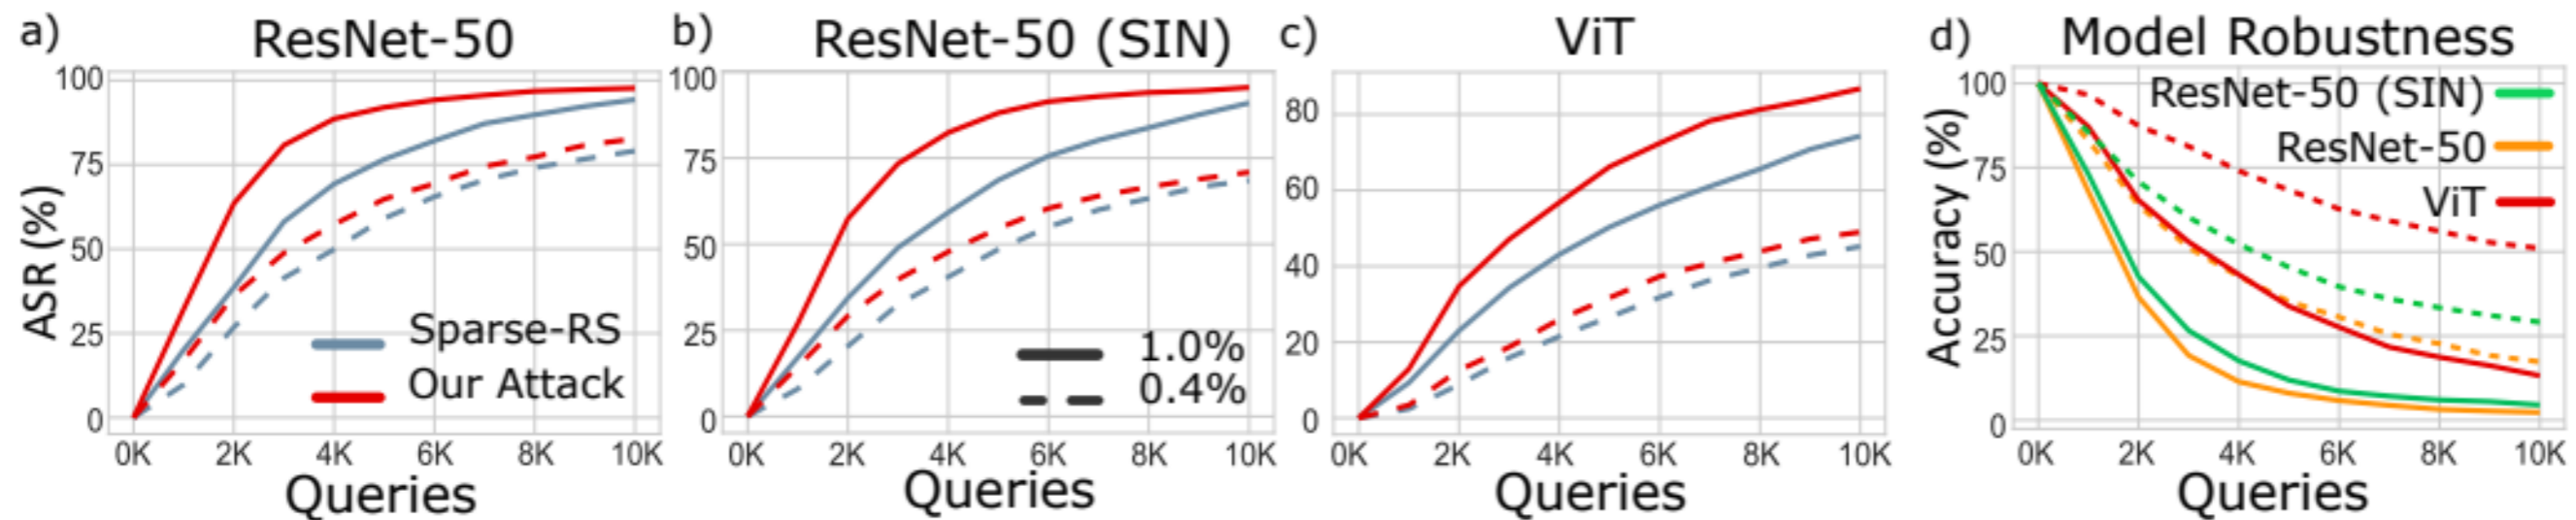 a) ResNet-50
100
75
50
25
0
ASR (%)
Sparse-RS
Our Attack
0K 2K 4K 6K 8K 10K
Queries
b) ResNet-50 (SIN)
100
75
50
25
0
1.0%
0.4%
0K 2K 4K 6K 8K 10K
Queries
c) ViT
80
60
40
20
0
0K 2K 4K 6K 8K 10K
Queries
d) Model Robustness
100
75
50
25
0
Accuracy (%)
ResNet-50 (SIN)
ResNet-50
ViT
0K 2K 4K 6K 8K 10K
Queries